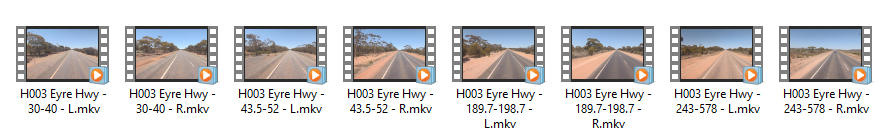 H003 Eyre Hwy -
30-40 - L.mkv
H003 Eyre Hwy -
30-40 - R.mkv
H003 Eyre Hwy -
43.5-52 - L.mkv
H003 Eyre Hwy -
43.5-52 - R.mkv
H003 Eyre Hwy -
189.7-198.7 -
L.mkv
H003 Eyre Hwy -
189.7-198.7 -
R.mkv
H003 Eyre Hwy -
243-578 - L.mkv
H003 Eyre Hwy -
243-578 - R.mkv